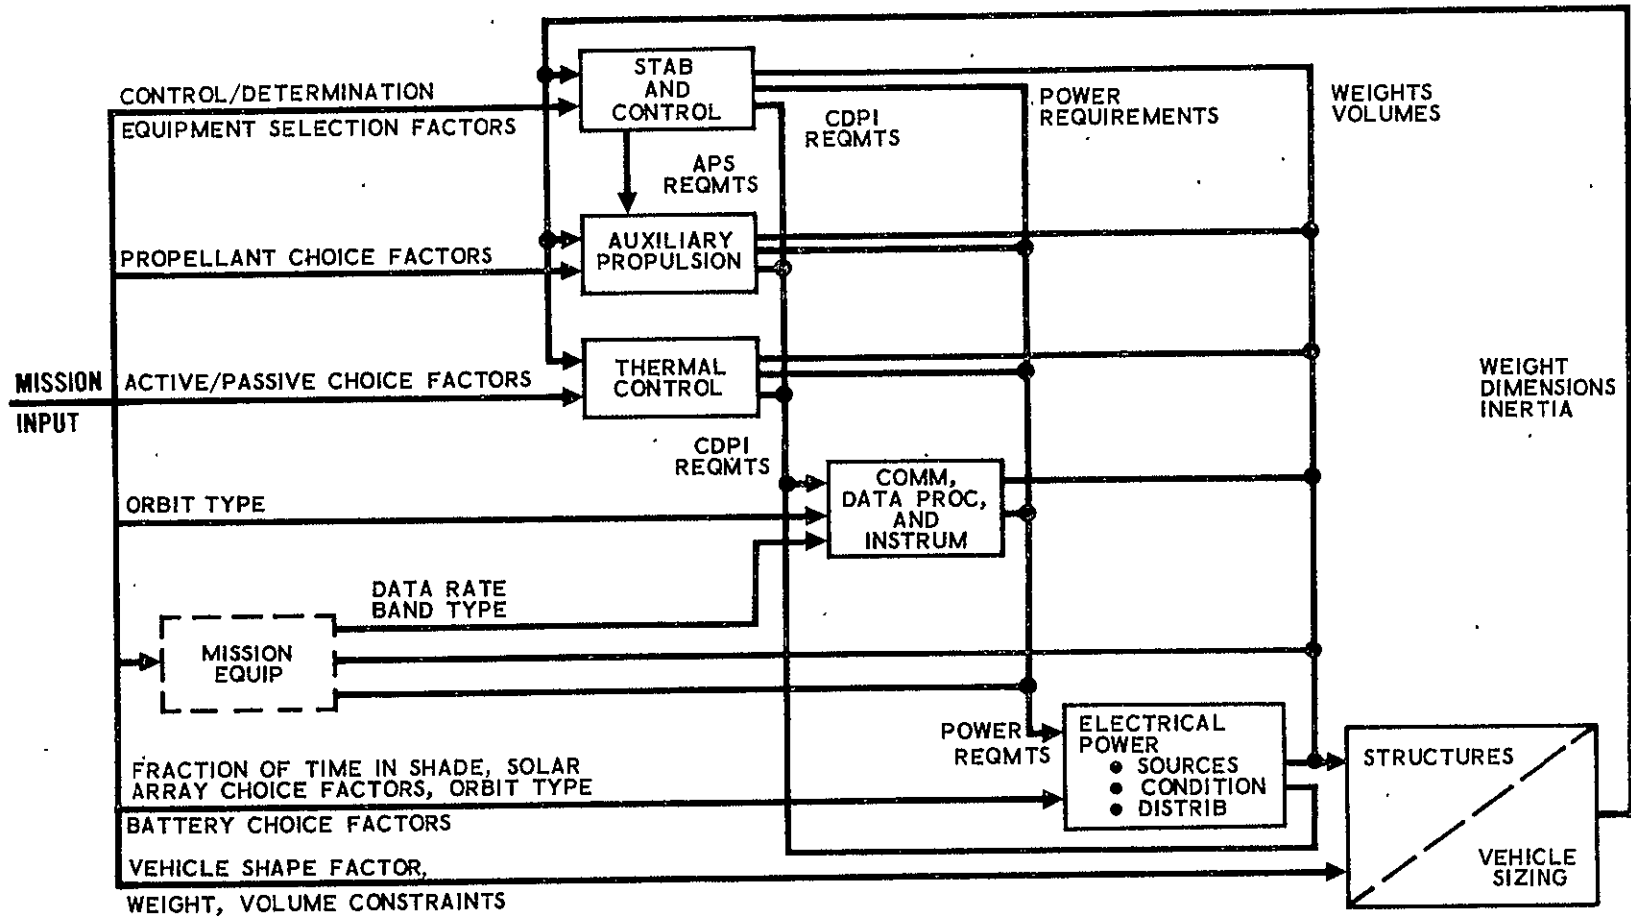 STAB
AND
CONTROL
CONTROL/DETERMINATION
EQUIPMENT SELECTION FACTORS
CDPI
REQMTS
POWER
REQUIREMENTS
WEIGHTS
VOLUMES
APS
REQMTS
AUXILIARY
PROPULSION
PROPELLANT CHOICE FACTORS
THERMAL
CONTROL
MISSION
INPUT
ACTIVE/PASSIVE CHOICE FACTORS
WEIGHT
DIMENSIONS
INERTIA
CDPI
REQMTS
COMM,
DATA PROC,
AND
INSTRUM
ORBIT TYPE
DATA RATE
BAND TYPE
MISSION
EQUIP
POWER
REQMTS
ELECTRICAL
POWER
● SOURCES
● CONDITION
● DISTRIB
STRUCTURES
VEHICLE
SIZING
FRACTION OF TIME IN SHADE, SOLAR
ARRAY CHOICE FACTORS, ORBIT TYPE
BATTERY CHOICE FACTORS
VEHICLE SHAPE FACTOR,
WEIGHT, VOLUME CONSTRAINTS